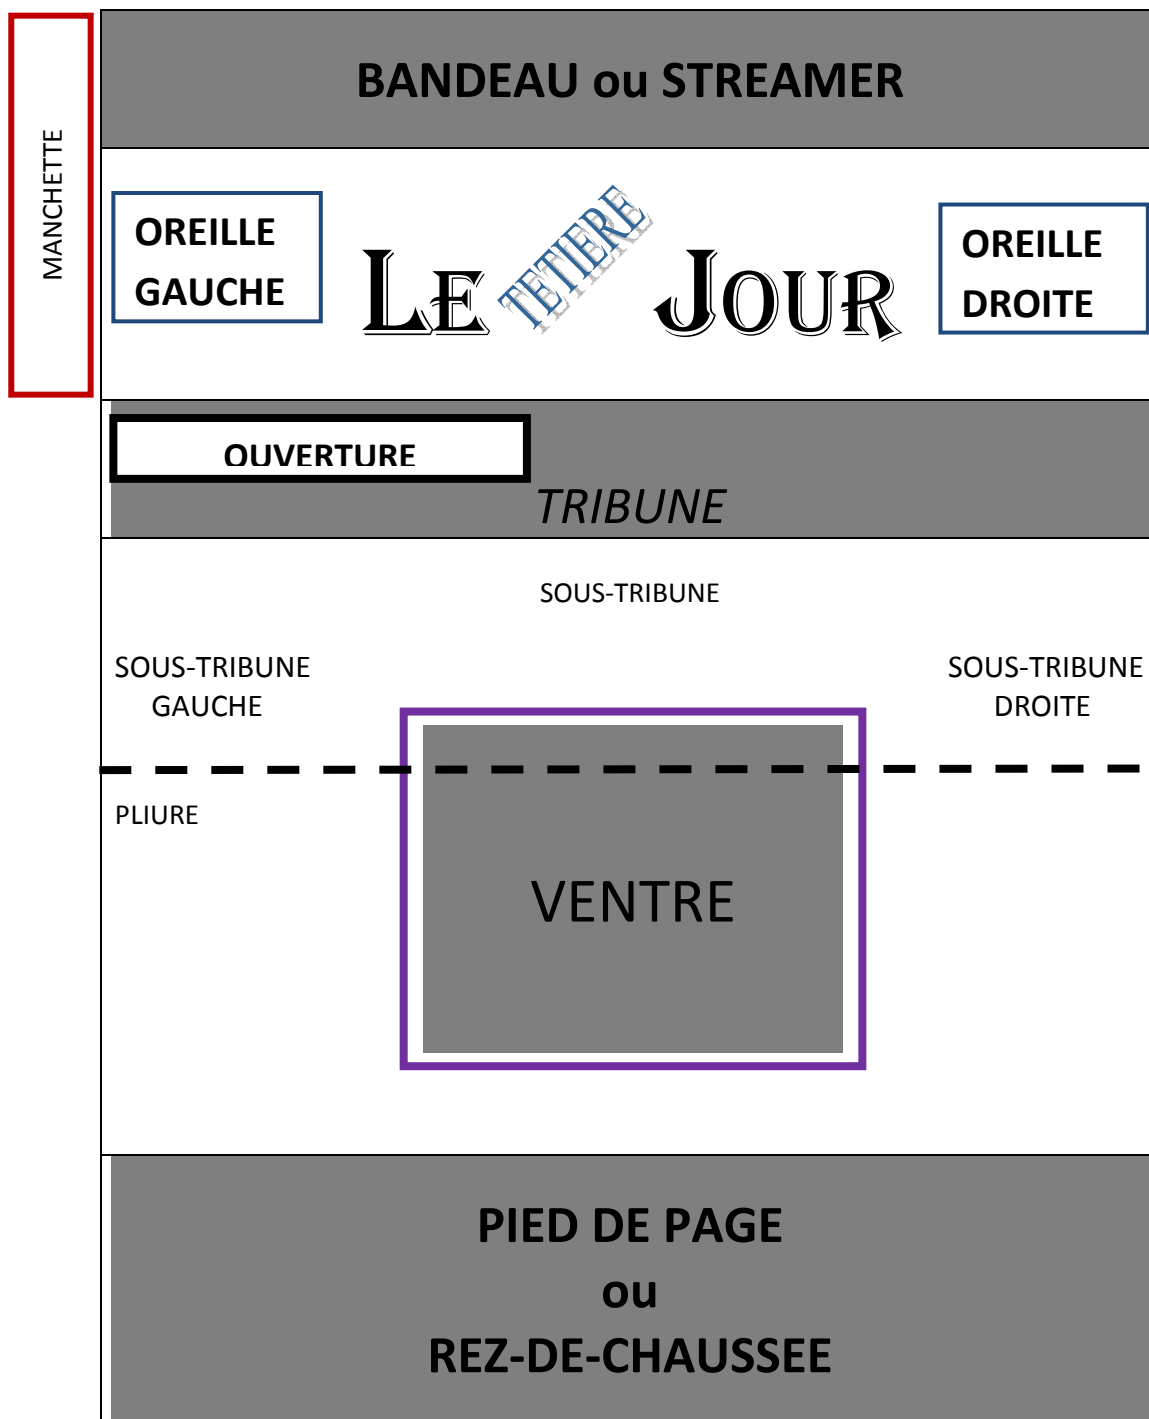 BANDEAU ou STREAMER
MANCHETTE
OREILLE
GAUCHE
LE TETIERE JOUR
OREILLE
DROITE
OUVERTURE
TRIBUNE
SOUS-TRIBUNE
SOUS-TRIBUNE
GAUCHE
SOUS-TRIBUNE
DROITE
PLIURE
VENTRE
PIED DE PAGE
ou
REZ-DE-CHAUSSEE